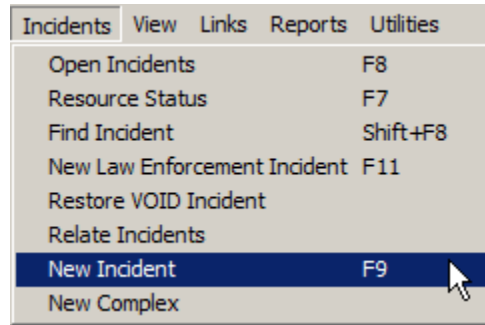 Incidents View Links Reports Utilities
Open Incidents F8
Resource Status F7
Find Incident Shift+F8
New Law Enforcement Incident F11
Restore VOID Incident
Relate Incidents
New Incident F9
New Complex